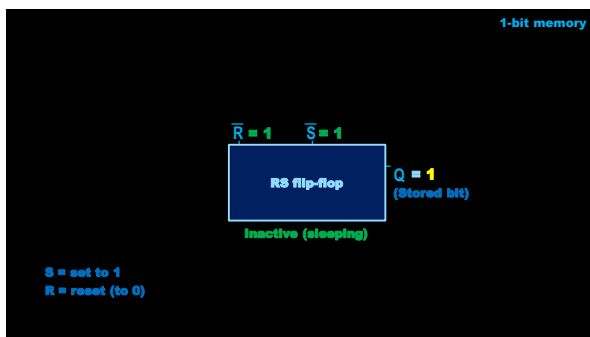 1-bit memory
R̅ = 1 S̅ = 1
RS flip-flop
Q = 1
(Stored bit)
Inactive (sleeping)
S = set to 1
R = reset (to 0)